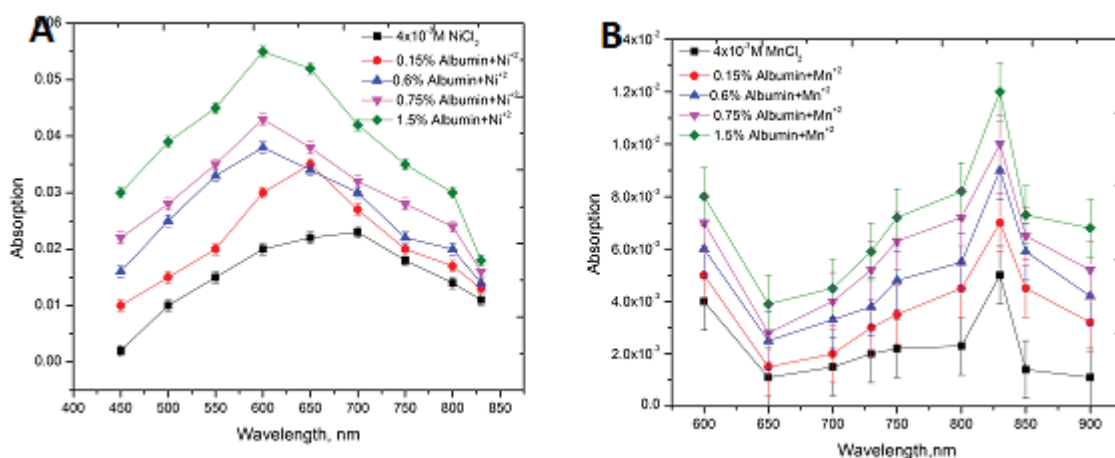 A
0.06
0.05
0.04
0.03
0.02
0.01
0.00
Absorption
4x10⁻³M NiCl₂
0.15% Albumin+Ni⁺²
0.6% Albumin+Ni⁺²
0.75% Albumin+Ni⁺²
1.5% Albumin+Ni⁺²
400 450 500 550 600 650 700 750 800 850
Wavelength, nm
B
1.4x10⁻²
1.2x10⁻²
1.0x10⁻²
8.0x10⁻³
6.0x10⁻³
4.0x10⁻³
2.0x10⁻³
0.0
Absorption
4x10⁻³M MnCl₂
0.15% Albumin+Mn⁺²
0.6% Albumin+Mn⁺²
0.75% Albumin+Mn⁺²
1.5% Albumin+Mn⁺²
600 650 700 750 800 850 900
Wavelength,nm